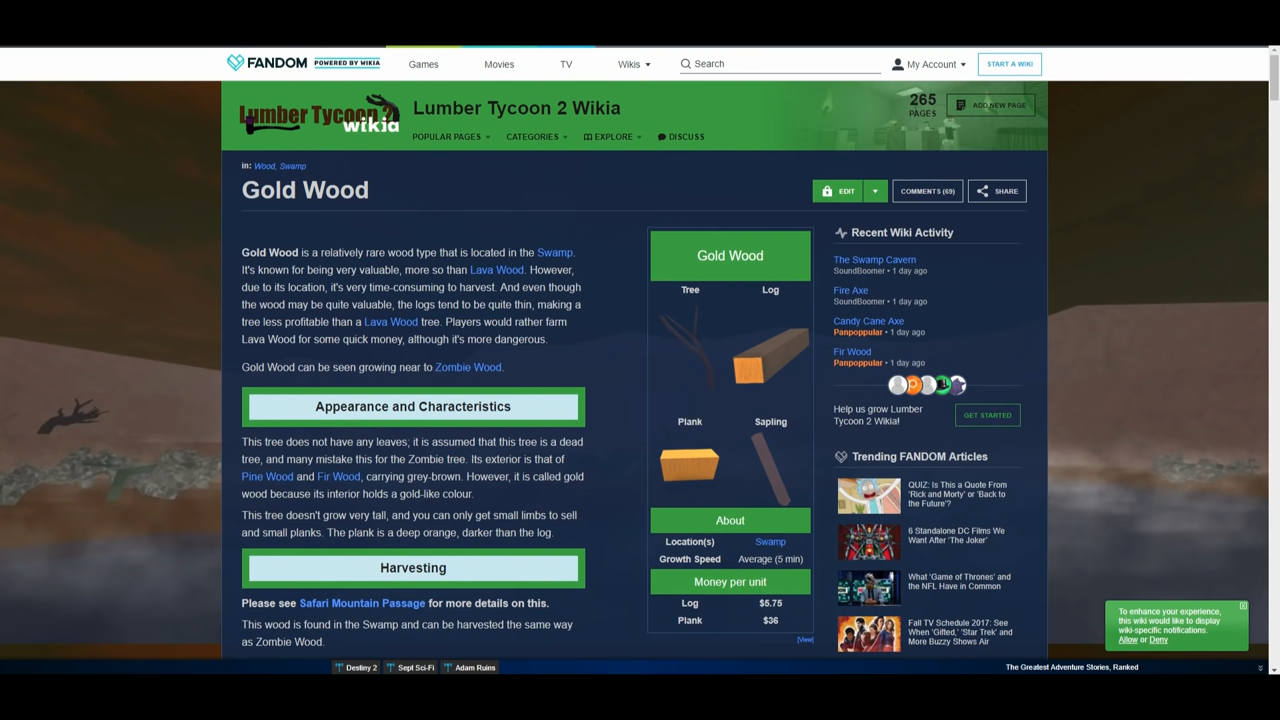 FANDOM POWERED BY WIKIA
Games
Movies
TV
Wikis
Search
My Account
START A WIKI
Lumber Tycoon 2
wikia
Lumber Tycoon 2 Wikia
265
PAGES
ADD NEW PAGE
POPULAR PAGES
CATEGORIES
EXPLORE
DISCUSS
in: Wood, Swamp
Gold Wood
EDIT
COMMENTS (69)
SHARE
Gold Wood is a relatively rare wood type that is located in the Swamp.
It's known for being very valuable, more so than Lava Wood. However,
due to its location, it's very time-consuming to harvest. And even though
the wood may be quite valuable, the logs tend to be quite thin, making a
tree less profitable than a Lava Wood tree. Players would rather farm
Lava Wood for some quick money, although it's more dangerous.
Gold Wood can be seen growing near to Zombie Wood.
Appearance and Characteristics
This tree does not have any leaves; it is assumed that this tree is a dead
tree, and many mistake this for the Zombie tree. Its exterior is that of
Pine Wood and Fir Wood, carrying grey-brown. However, it is called gold
wood because its interior holds a gold-like colour.
This tree doesn't grow very tall, and you can only get small limbs to sell
and small planks. The plank is a deep orange, darker than the log.
Harvesting
Please see Safari Mountain Passage for more details on this.
This wood is found in the Swamp and can be harvested the same way
as Zombie Wood.
Gold Wood
Tree
Log
Plank
Sapling
About
Location(s) Swamp
Growth Speed Average (5 min)
Money per unit
Log $5.75
Plank $36
[View]
Recent Wiki Activity
The Swamp Cavern
SoundBoomer • 1 day ago
Fire Axe
SoundBoomer • 1 day ago
Candy Cane Axe
Panpoppular • 1 day ago
Fir Wood
Panpoppular • 1 day ago
Help us grow Lumber
Tycoon 2 Wikia!
GET STARTED
Trending FANDOM Articles
QUIZ: Is This a Quote From
'Rick and Morty' or 'Back to
the Future'?
6 Standalone DC Films We
Want After 'The Joker'
What 'Game of Thrones' and
the NFL Have in Common
Fall TV Schedule 2017: See
When 'Gifted,' 'Star Trek' and
More Buzzy Shows Air
To enhance your experience,
this wiki would like to display
wiki-specific notifications.
Allow or Deny
Destiny 2
Sept Sci-Fi
Adam Ruins
The Greatest Adventure Stories, Ranked